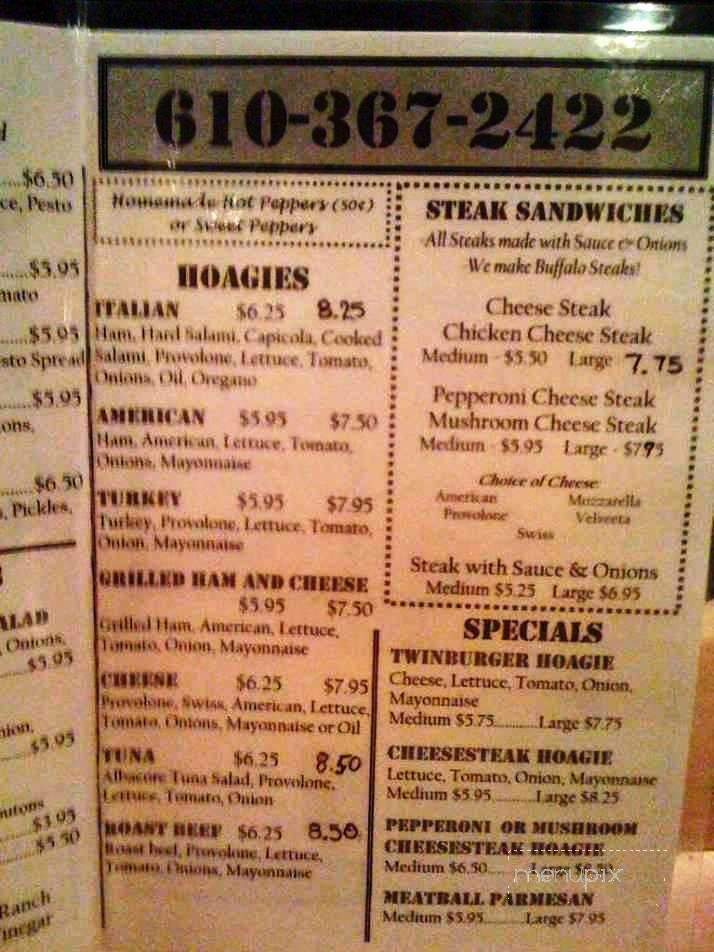 610-367-2422
$6.50
Pesto
$5.95
$5.95
Spread
$5.95
$6.50
Pickles,
Onions,
$5.95
$5.95
$3.95
$5.50
Ranch
Homemade Hot Peppers (50¢)
or Sweet Peppers
HOAGIES
ITALIAN $6.25 8.25
Ham, Hard Salami, Capicola, Cooked
Salami, Provolone, Lettuce, Tomato,
Onions, Oil, Oregano
AMERICAN $5.95 $7.50
Ham, American, Lettuce, Tomato,
Onions, Mayonnaise
TURKEY $5.95 $7.95
Turkey, Provolone, Lettuce, Tomato,
Onion, Mayonnaise
GRILLED HAM AND CHEESE
$5.95 $7.50
Grilled Ham, American, Lettuce,
Tomato, Onion, Mayonnaise
CHEESE $6.25 $7.95
Provolone, Swiss, American, Lettuce,
Tomato, Onions, Mayonnaise or Oil
TUNA $6.25 8.50
Albacore Tuna Salad, Provolone,
Lettuce, Tomato, Onion
ROAST BEEF $6.25 8.50
Roast beef, Provolone, Lettuce,
Tomato, Onions, Mayonnaise
STEAK SANDWICHES
All Steaks made with Sauce & Onions
We make Buffalo Steaks!
Cheese Steak
Chicken Cheese Steak
Medium - $5.50 Large 7.75
Pepperoni Cheese Steak
Mushroom Cheese Steak
Medium - $5.95 Large - $7.95
Choice of Cheese
American Mozzarella
Provolone Velveeta
Swiss
Steak with Sauce & Onions
Medium $5.25 Large $6.95
SPECIALS
TWINBURGER HOAGIE
Cheese, Lettuce, Tomato, Onion,
Mayonnaise
Medium $5.75..........Large $7.75
CHEESESTEAK HOAGIE
Lettuce, Tomato, Onion, Mayonnaise
Medium $5.95..........Large $8.25
PEPPERONI OR MUSHROOM
CHEESESTEAK HOAGIE
Medium $6.50..........Large $8.50
menupix
MEATBALL PARMESAN
Medium $5.95..........Large $7.95